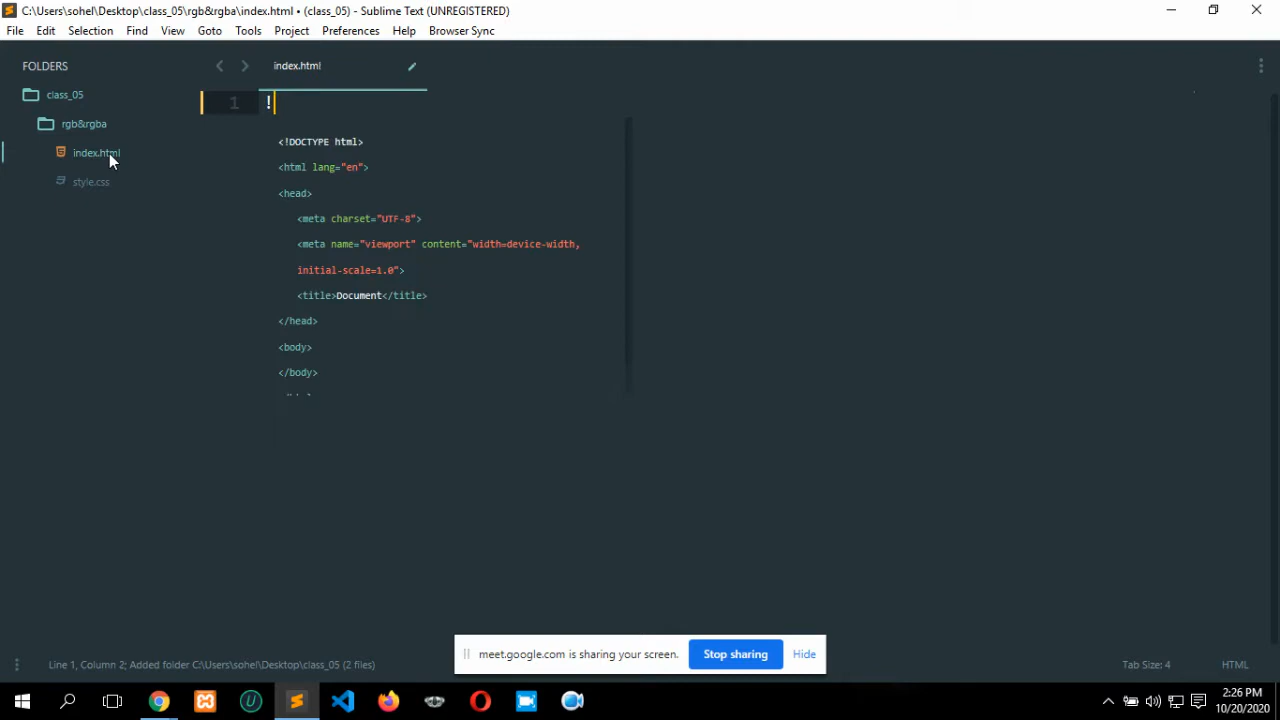 C:\Users\sohel\Desktop\class_05\rgb&rgba\index.html • (class_05) - Sublime Text (UNREGISTERED)
File Edit Selection Find View Goto Tools Project Preferences Help Browser Sync
FOLDERS
class_05
rgb&rgba
index.html
style.css
index.html
1 !
<!DOCTYPE html>
<html lang="en">
<head>
<meta charset="UTF-8">
<meta name="viewport" content="width=device-width,
initial-scale=1.0">
<title>Document</title>
</head>
<body>
</body>
meet.google.com is sharing your screen. Stop sharing Hide
Line 1, Column 2; Added folder C:\Users\sohel\Desktop\class_05 (2 files) Tab Size: 4 HTML
2:26 PM
10/20/2020